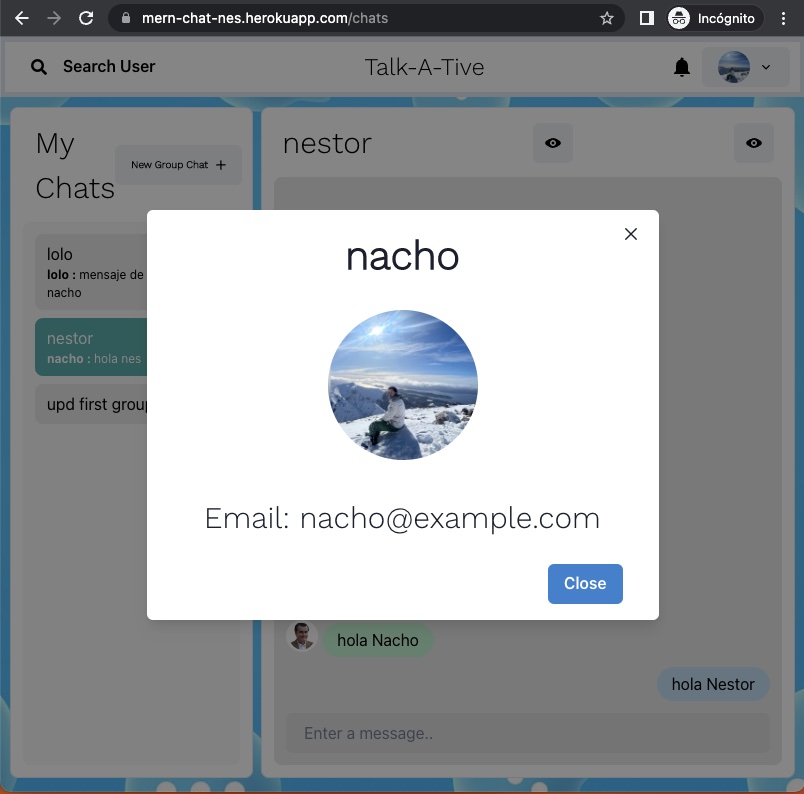 mern-chat-nes.herokuapp.com/chats
Incógnito
Search User
Talk-A-Tive
My
Chats
New Group Chat +
lolo
lolo : mensaje de
nacho
nestor
nacho : hola nes
upd first group
nestor
nacho
Email: nacho@example.com
Close
hola Nacho
hola Nestor
Enter a message..